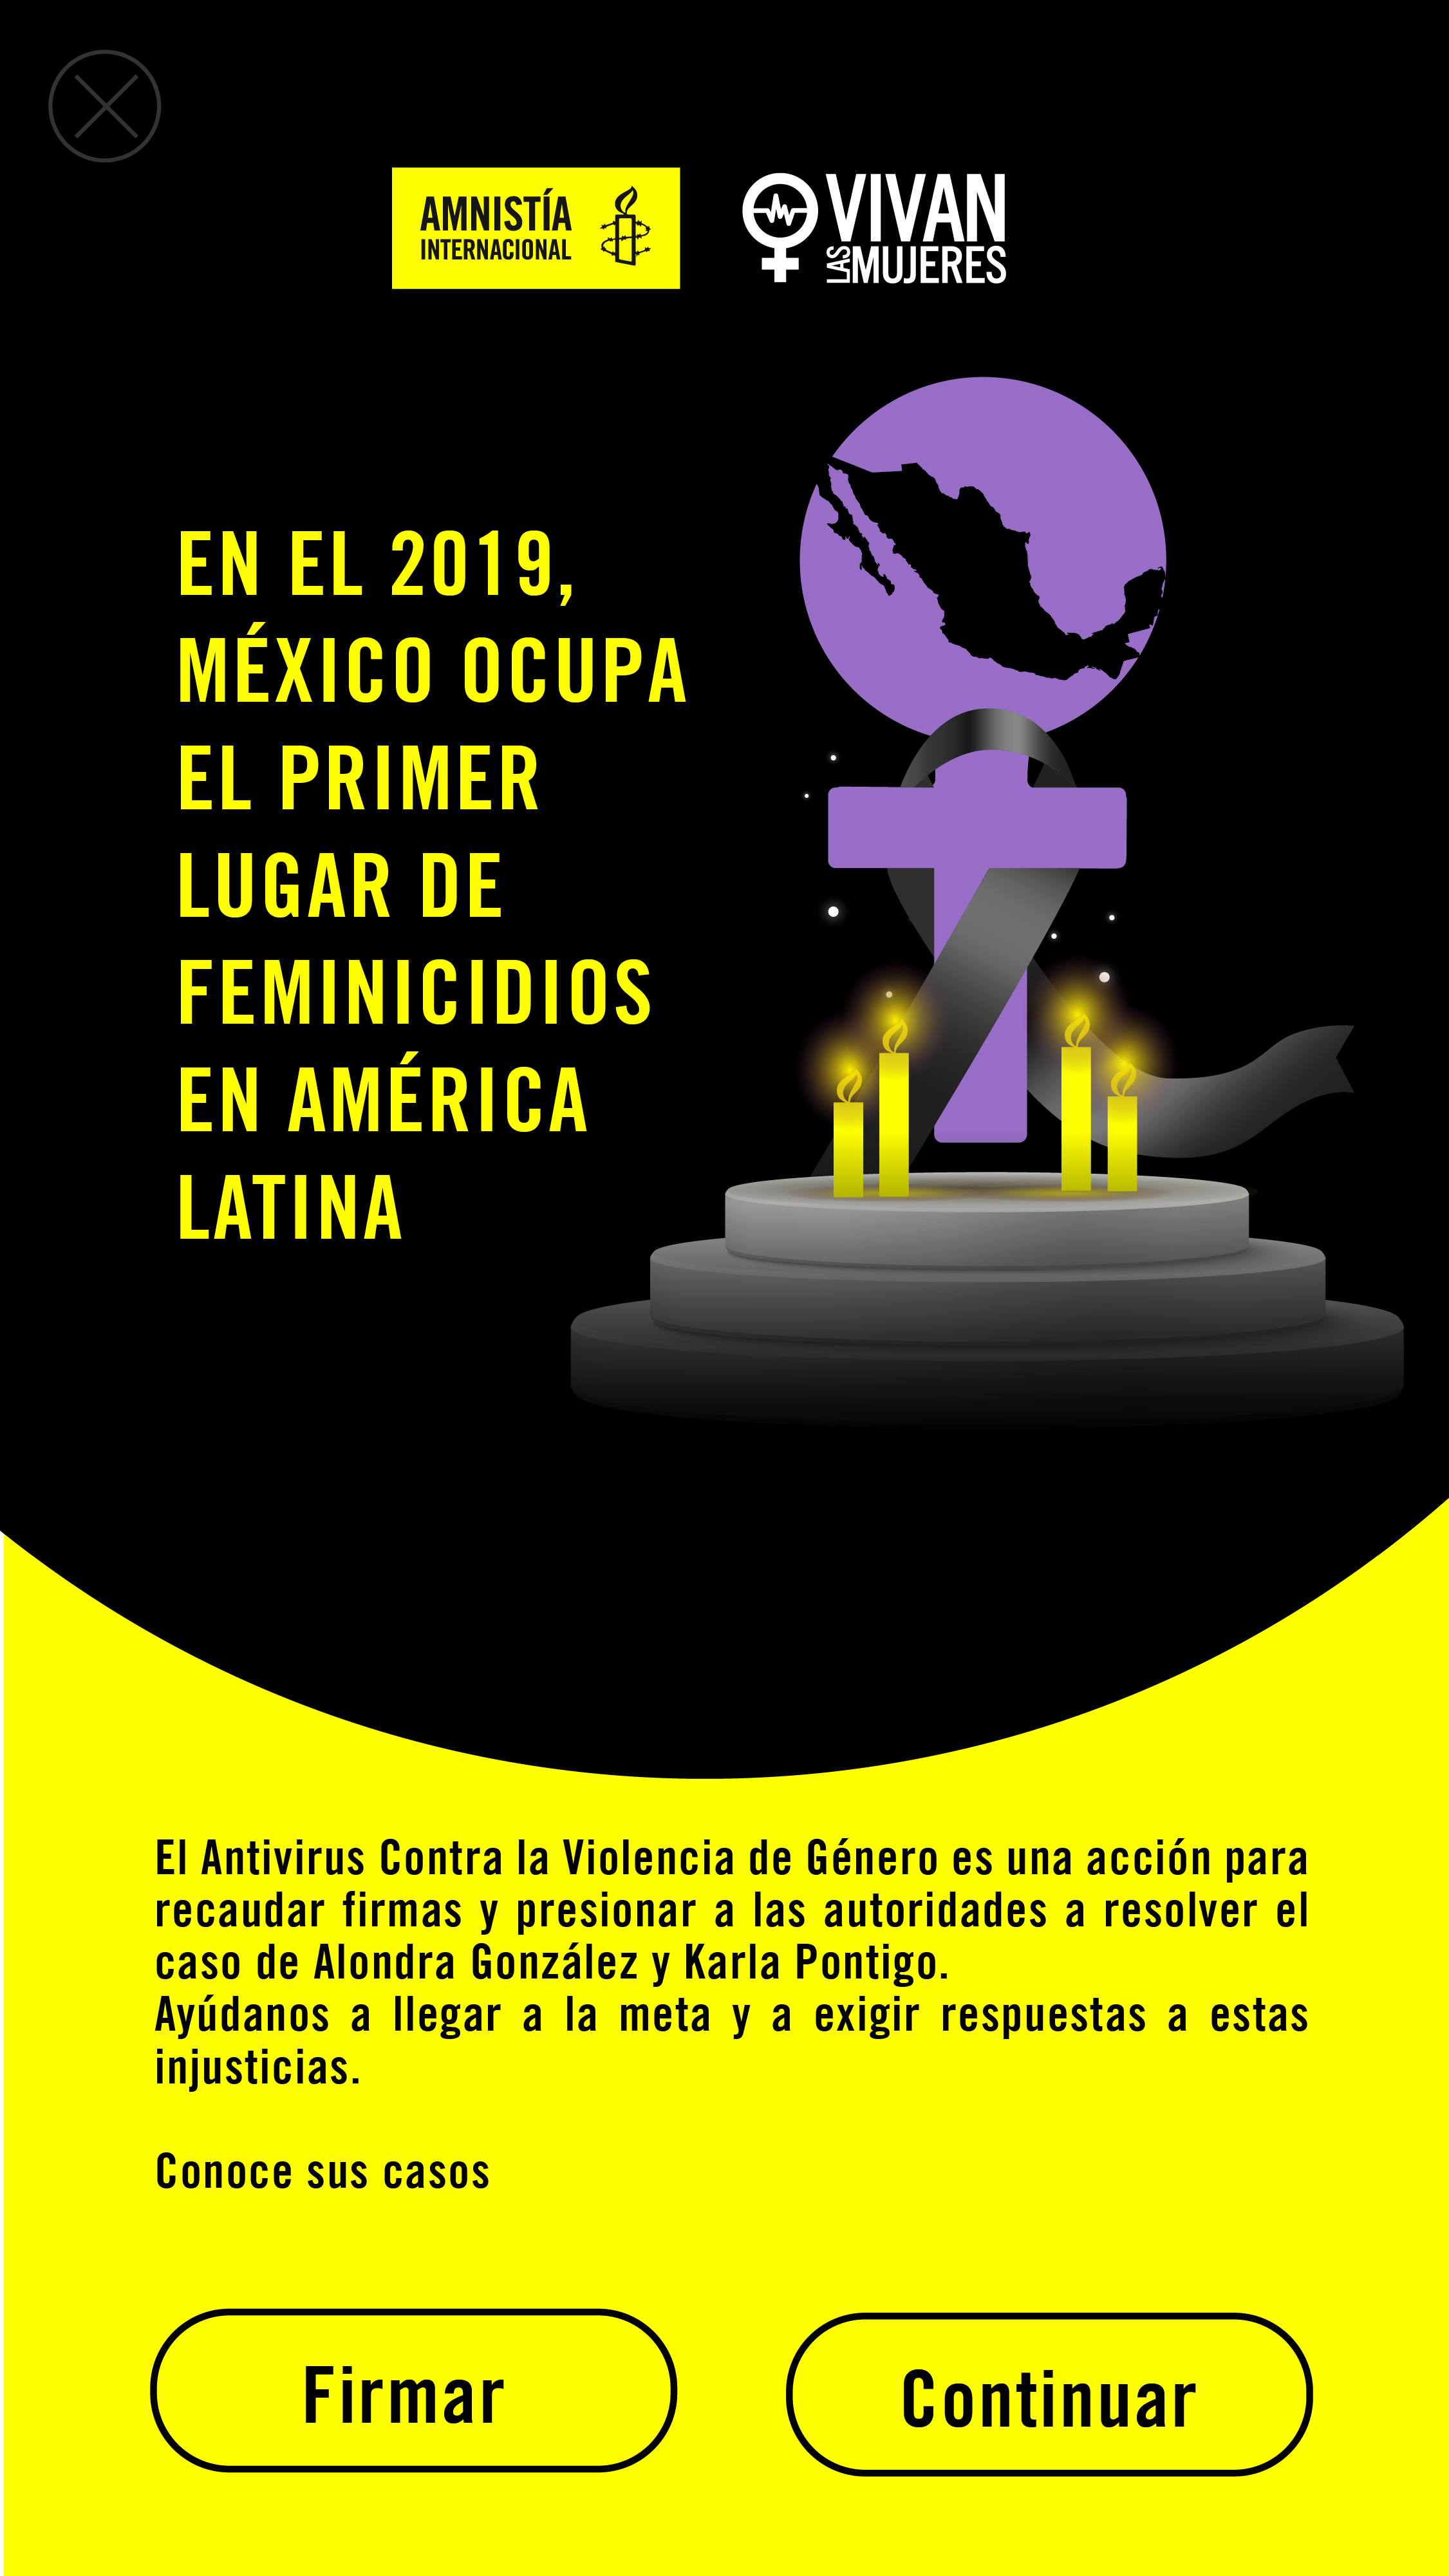 AMNISTÍA
INTERNACIONAL
VIVAN
LAS MUJERES
EN EL 2019,
MÉXICO OCUPA
EL PRIMER
LUGAR DE
FEMINICIDIOS
EN AMÉRICA
LATINA
El Antivirus Contra la Violencia de Género es una acción para
recaudar firmas y presionar a las autoridades a resolver el
caso de Alondra González y Karla Pontigo.
Ayúdanos a llegar a la meta y a exigir respuestas a estas
injusticias.
Conoce sus casos
Firmar
Continuar